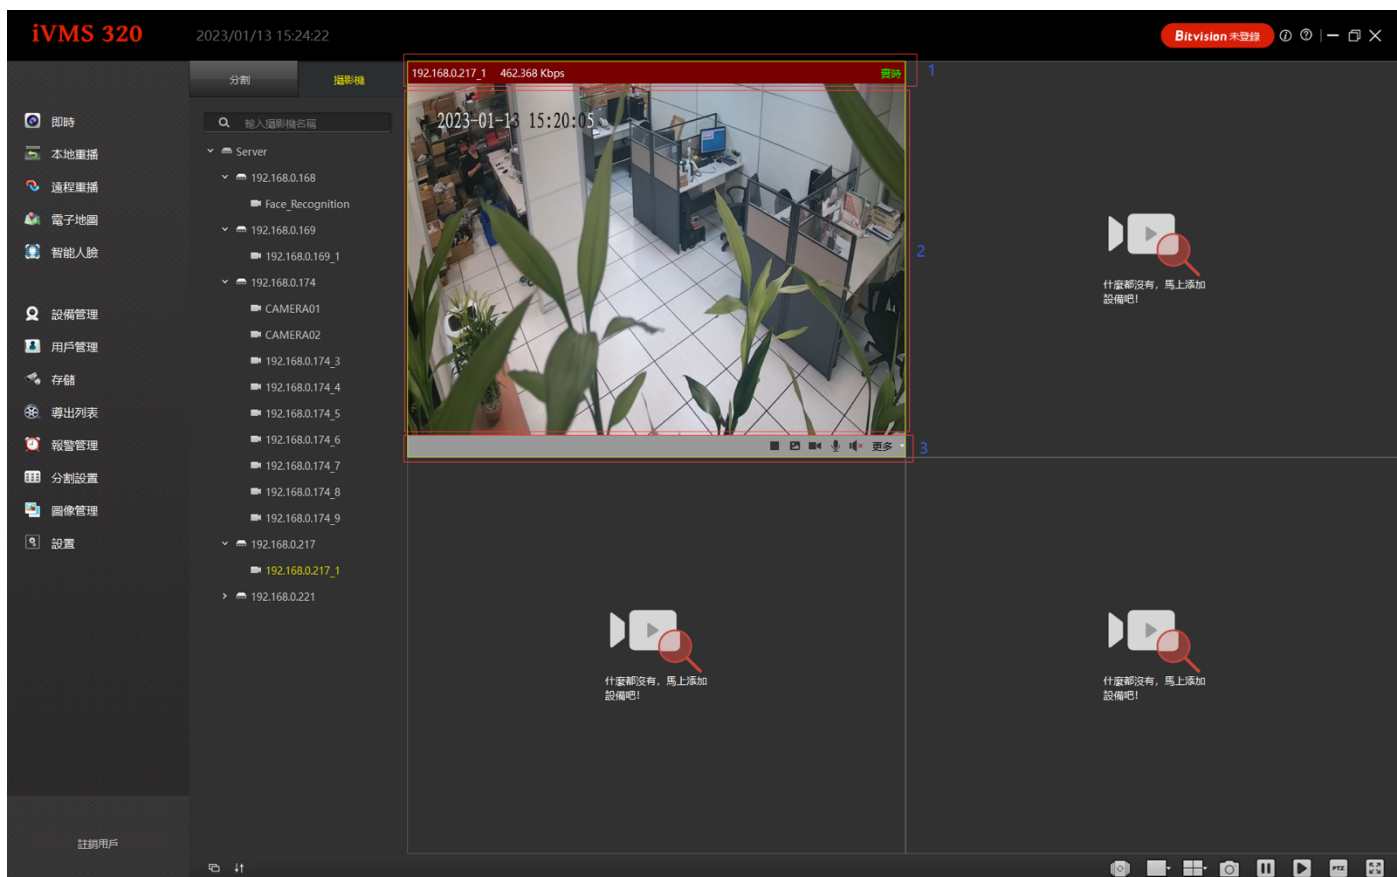 iVMS 320
2023/01/13 15:24:22
Bitvision 未登錄
分割
攝影機
192.168.0.217_1 462.368 Kbps
實時
1
即時
本地重播
遠程重播
電子地圖
智能人臉
設備管理
用戶管理
存儲
導出列表
報警管理
分割設置
圖像管理
設置
註銷用戶
輸入攝影機名稱
Server
192.168.0.168
Face_Recognition
192.168.0.169
192.168.0.169_1
192.168.0.174
CAMERA01
CAMERA02
192.168.0.174_3
192.168.0.174_4
192.168.0.174_5
192.168.0.174_6
192.168.0.174_7
192.168.0.174_8
192.168.0.174_9
192.168.0.217
192.168.0.217_1
192.168.0.221
2023-01-13 15:20:05
2
更多
3
什麼都沒有，馬上添加
設備吧!
什麼都沒有，馬上添加
設備吧!
什麼都沒有，馬上添加
設備吧!
PTZ